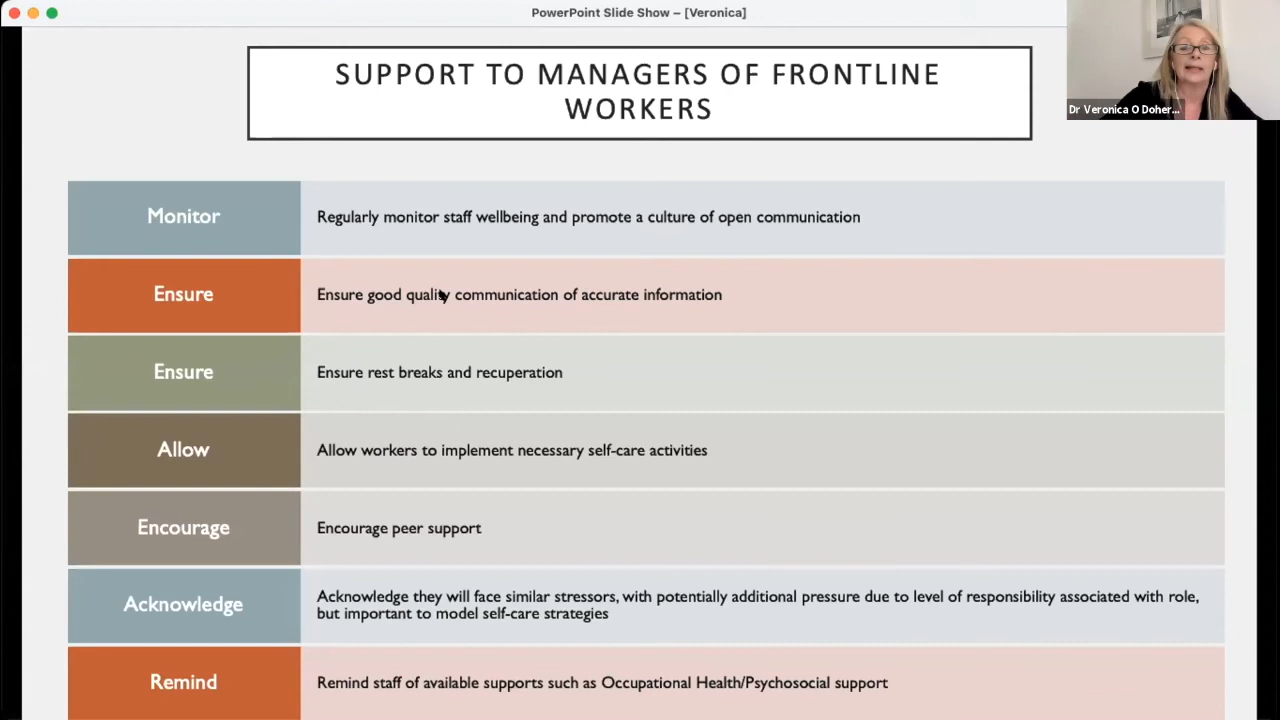 PowerPoint Slide Show – [Veronica]
SUPPORT TO MANAGERS OF FRONTLINE
WORKERS
Dr Veronica O Doher...
Monitor
Regularly monitor staff wellbeing and promote a culture of open communication
Ensure
Ensure good quality communication of accurate information
Ensure
Ensure rest breaks and recuperation
Allow
Allow workers to implement necessary self-care activities
Encourage
Encourage peer support
Acknowledge
Acknowledge they will face similar stressors, with potentially additional pressure due to level of responsibility associated with role,
but important to model self-care strategies
Remind
Remind staff of available supports such as Occupational Health/Psychosocial support